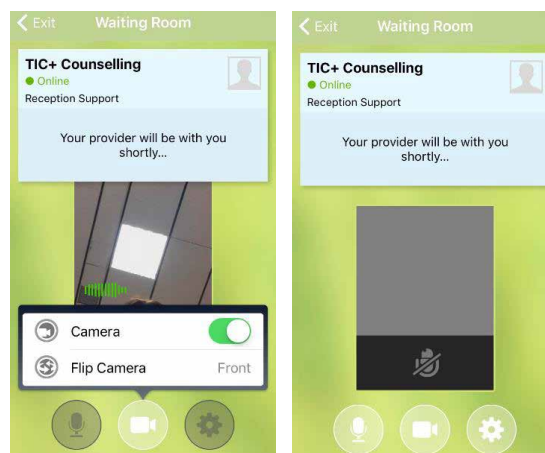 Exit Waiting Room
TIC+ Counselling
Online
Reception Support
Your provider will be with you
shortly...
Camera
Flip Camera Front
Exit Waiting Room
TIC+ Counselling
Online
Reception Support
Your provider will be with you
shortly...